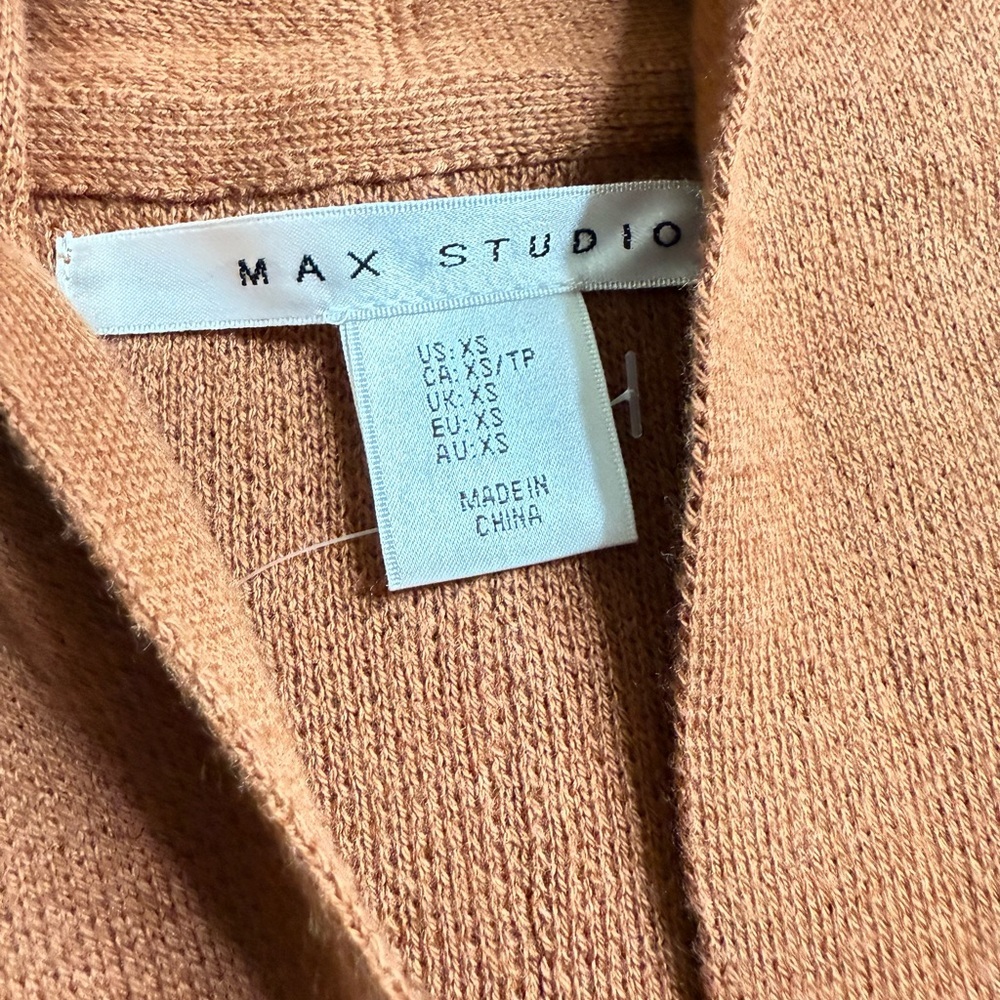 MAX STUDIO
US: XS
CA: XS/TP
UK: XS
EU: XS
AU: XS
MADE IN
CHINA